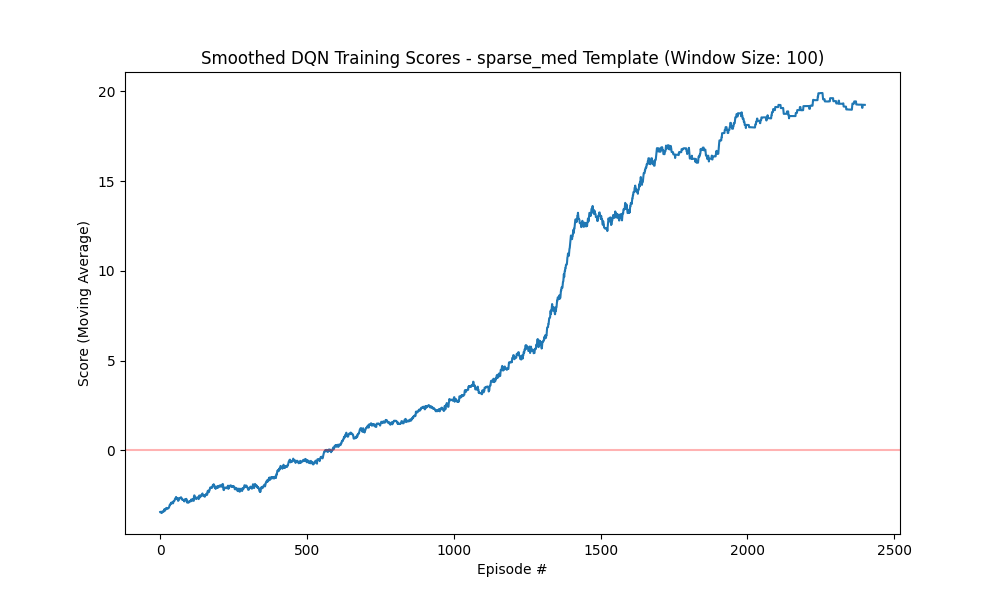 Smoothed DQN Training Scores - sparse_med Template (Window Size: 100)
20
15
10
5
0
Score (Moving Average)
0 500 1000 1500 2000 2500
Episode #